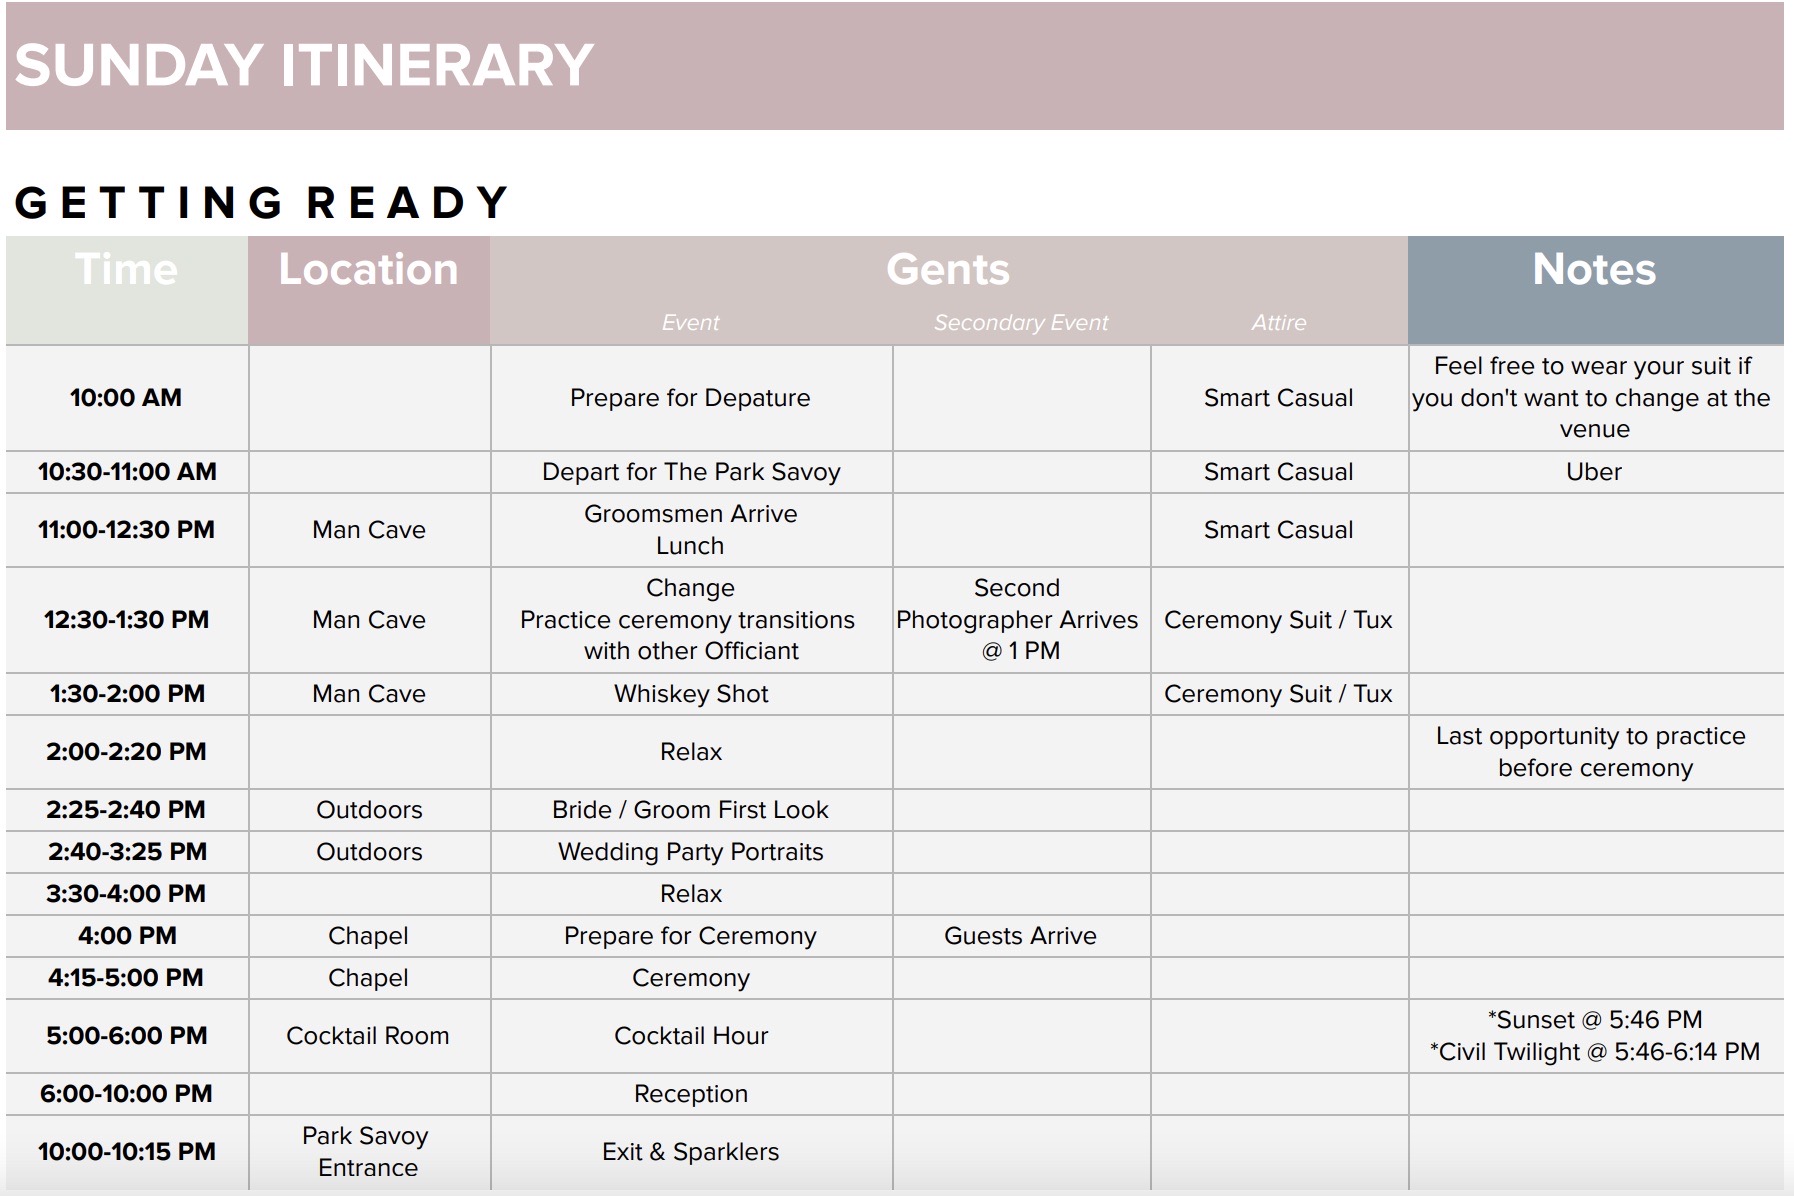 SUNDAY ITINERARY
GETTING READY
Time Location Gents Notes
Event Secondary Event Attire
10:00 AM Prepare for Depature Smart Casual Feel free to wear your suit if
you don't want to change at the
venue
10:30-11:00 AM Depart for The Park Savoy Smart Casual Uber
11:00-12:30 PM Man Cave Groomsmen Arrive
Lunch Smart Casual
12:30-1:30 PM Man Cave Change
Practice ceremony transitions
with other Officiant Second
Photographer Arrives
@ 1 PM Ceremony Suit / Tux
1:30-2:00 PM Man Cave Whiskey Shot Ceremony Suit / Tux
2:00-2:20 PM Relax Last opportunity to practice
before ceremony
2:25-2:40 PM Outdoors Bride / Groom First Look
2:40-3:25 PM Outdoors Wedding Party Portraits
3:30-4:00 PM Relax
4:00 PM Chapel Prepare for Ceremony Guests Arrive
4:15-5:00 PM Chapel Ceremony
5:00-6:00 PM Cocktail Room Cocktail Hour *Sunset @ 5:46 PM
*Civil Twilight @ 5:46-6:14 PM
6:00-10:00 PM Reception
10:00-10:15 PM Park Savoy
Entrance Exit & Sparklers